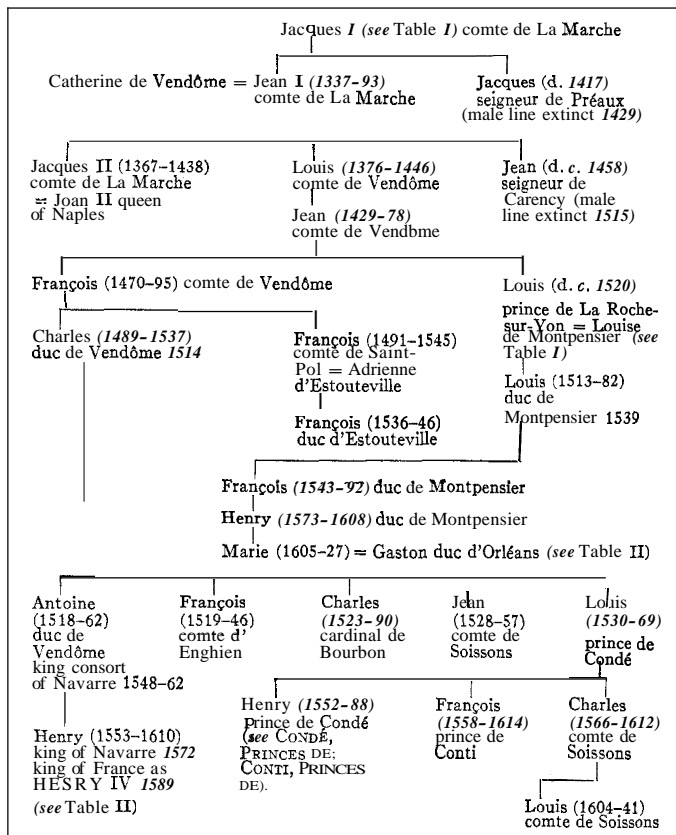 Jacques I (see Table I) comte de La Marche
Catherine de Vendôme = Jean I (1337-93)
comte de La Marche
Jacques (d. 1417)
seigneur de Préaux
(male line extinct 1429)
Jacques II (1367-1438)
comte de La Marche
= Joan II queen
of Naples
Louis (1376-1446)
comte de Vendôme
Jean (d. c. 1458)
seigneur de
Carency (male
line extinct 1515)
Jean (1429-78)
comte de Vendbme
François (1470-95) comte de Vendôme
Louis (d. c. 1520)
prince de La Roche-
sur-Yon = Louise
de Montpensier (see
Table I)
Charles (1489-1537)
duc de Vendôme 1514
François (1491-1545)
comte de Saint-
Pol = Adrienne
d'Estouteville
Louis (1513-82)
duc de
Montpensier 1539
François (1536-46)
duc d'Estouteville
François (1543-92) duc de Montpensier
Henry (1573-1608) duc de Montpensier
Marie (1605-27) = Gaston duc d'Orléans (see Table II)
Antoine
(1518-62)
duc de
Vendôme
king consort
of Navarre 1548-62
François
(1519-46)
comte d'
Enghien
Charles
(1523-90)
cardinal de
Bourbon
Jean
(1528-57)
comte de
Soissons
Louis
(1530-69)
prince de
Condé
Henry (1553-1610)
king of Navarre 1572
king of France as
HESRY IV 1589
(see Table II)
Henry (1552-88)
prince de Condé
(see CONDÉ,
PRINCES DE;
CONTI, PRINCES
DE).
François
(1558-1614)
prince de
Conti
Charles
(1566-1612)
comte de
Soissons
Louis (1604-41)
comte de Soissons